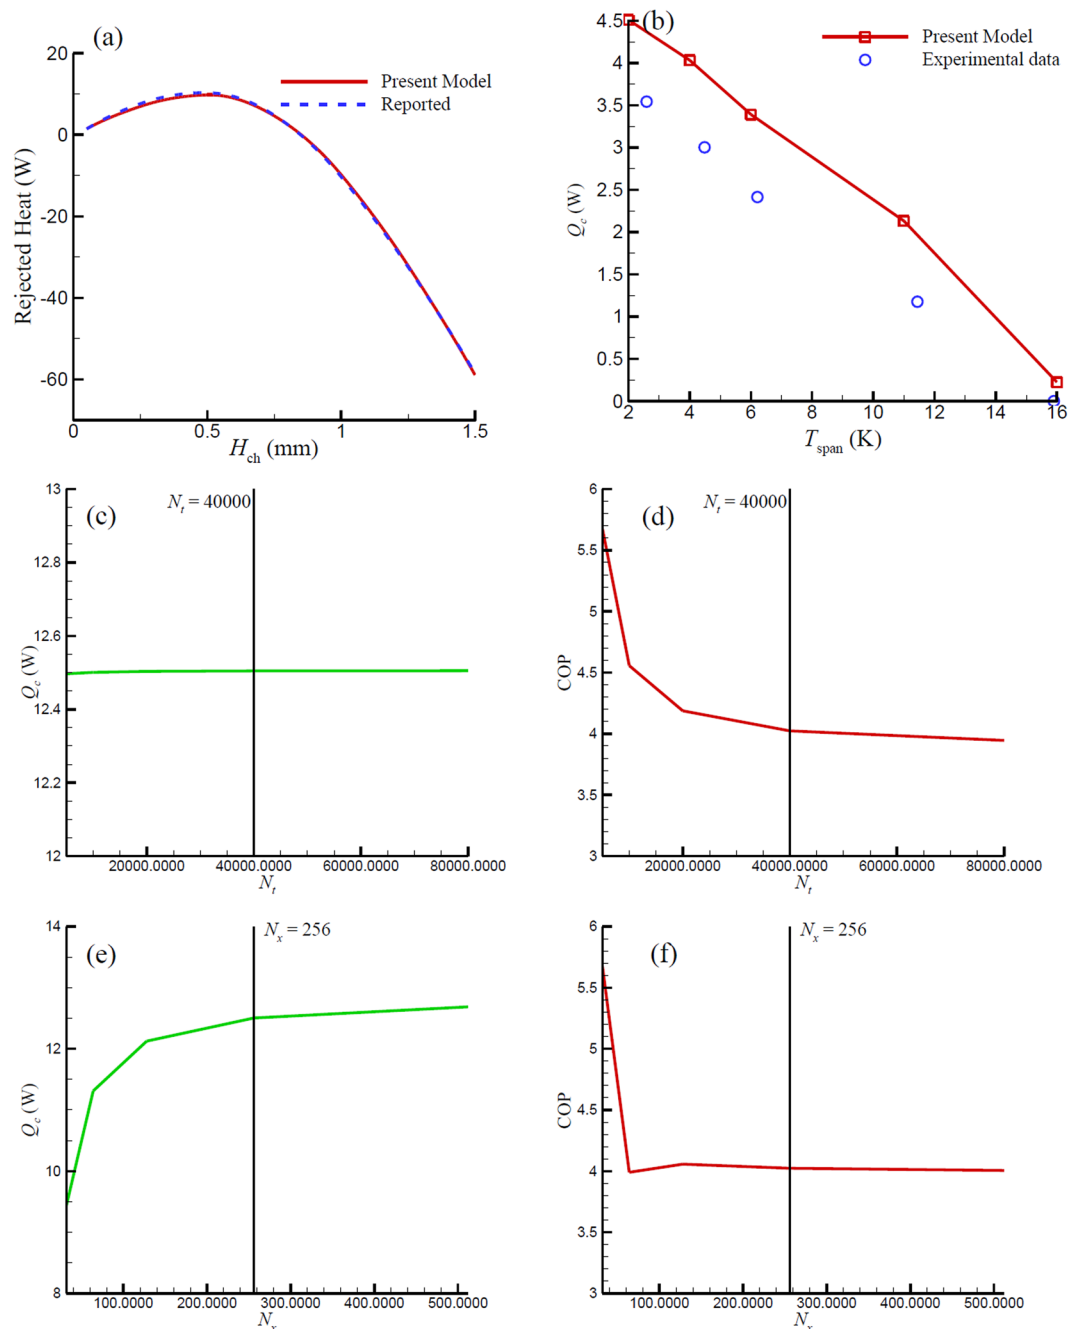 (a)
20
0
-20
-40
-60
Rejected Heat (W)
Present Model
Reported
0
0.5
1
1.5
H_ch (mm)
(b)
4.5
4
3.5
3
2.5
2
1.5
1
0.5
0
Q_c (W)
Present Model
Experimental data
2
4
6
8
10
12
14
16
T_span (K)
(c)
N_t = 40000
13
12.8
12.6
12.4
12.2
12
Q_c (W)
20000.0000
40000.0000
60000.0000
80000.0000
N_t
(d)
N_t = 40000
6
5.5
5
4.5
4
3.5
3
COP
20000.0000
40000.0000
60000.0000
80000.0000
N_t
(e)
N_x = 256
14
12
10
8
Q_c (W)
100.0000
200.0000
300.0000
400.0000
500.0000
N_x
(f)
N_x = 256
6
5.5
5
4.5
4
3.5
3
COP
100.0000
200.0000
300.0000
400.0000
500.0000
N_x